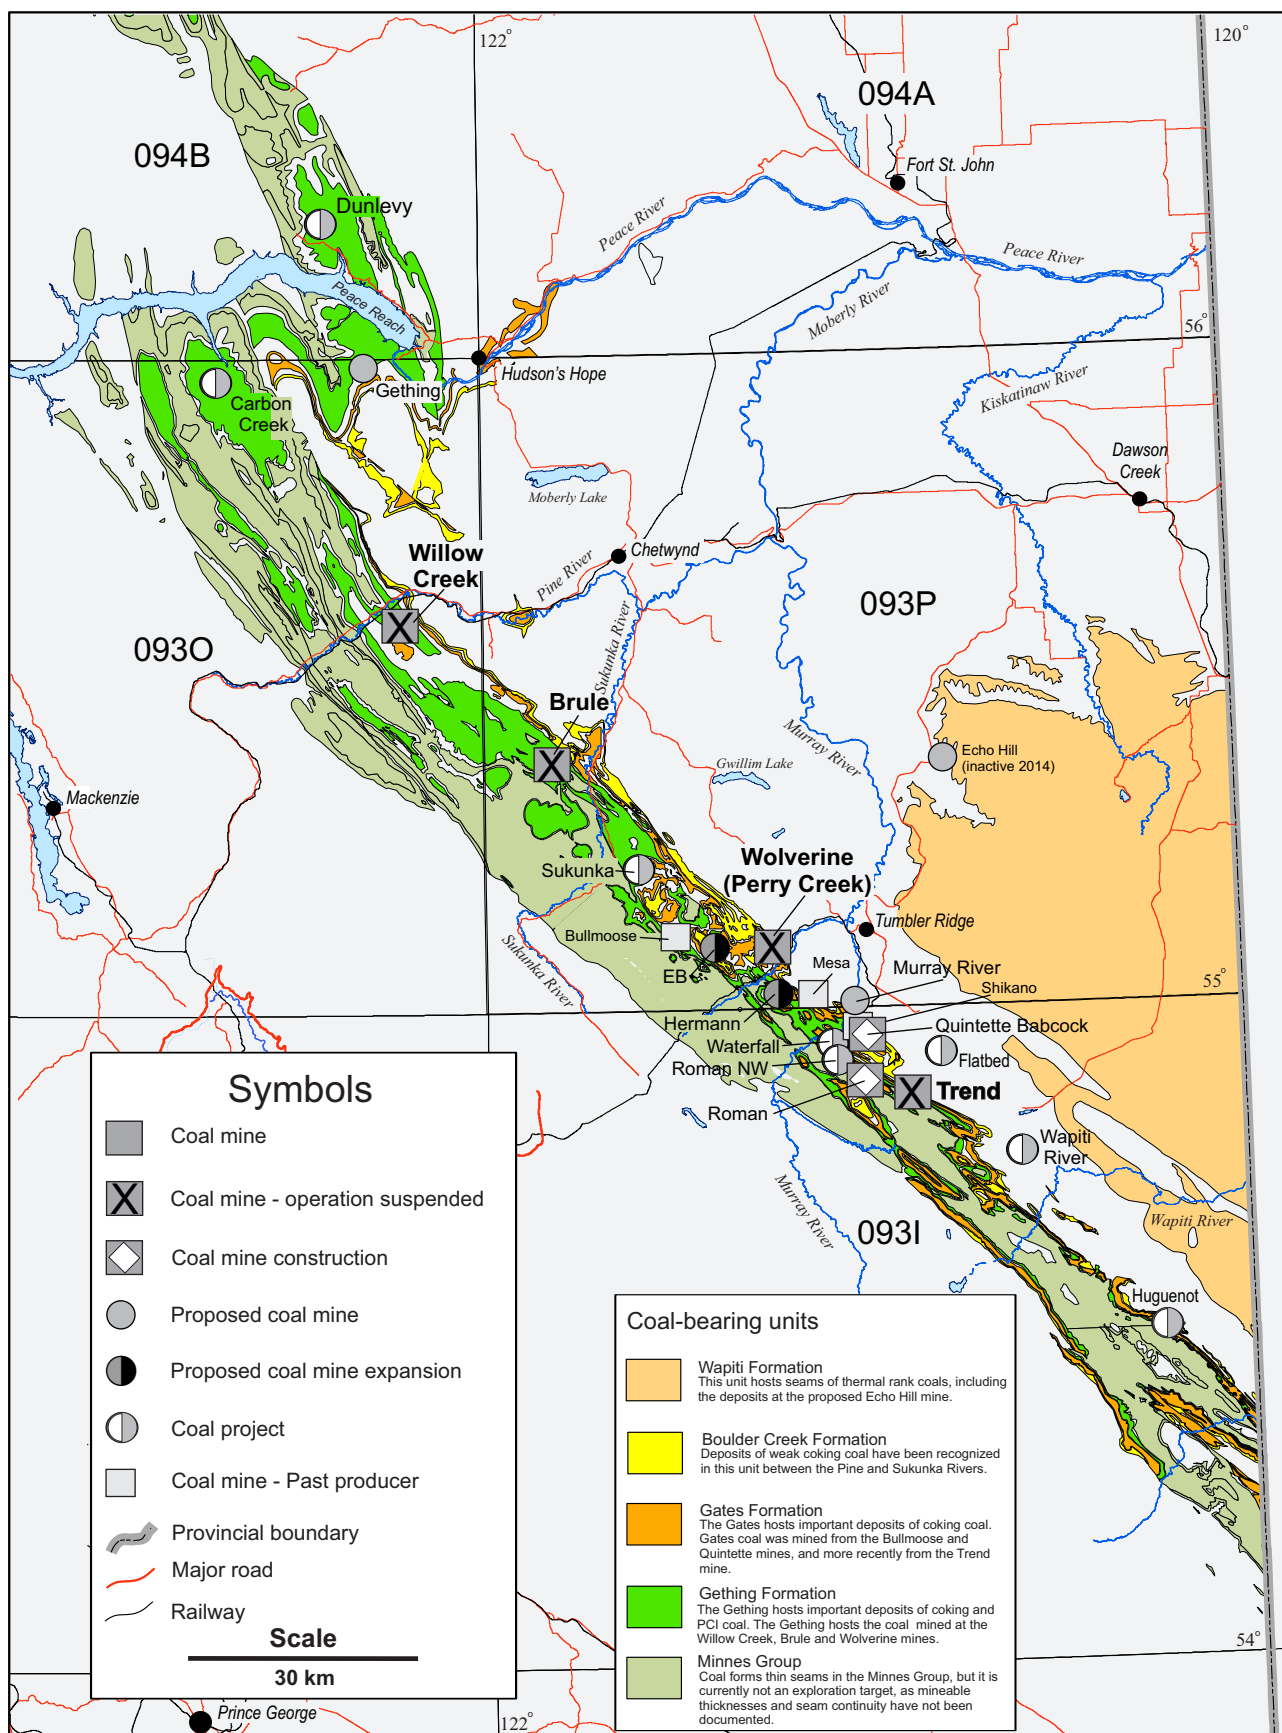 122°
120°
094A
Fort St. John
094B
Dunlevy
Peace River
Peace River
Peace Reach
Moberly River
56°
Hudson's Hope
Gething
Kiskatinaw River
Carbon
Creek
Dawson
Creek
Moberly Lake
Willow
Creek
Chetwynd
Pine River
093P
093O
Sukunka River
Brule
Murray River
Echo Hill
(inactive 2014)
Gwillim Lake
Mackenzie
Wolverine
(Perry Creek)
Sukunka
Tumbler Ridge
Bullmoose
Sukunka River
Mesa
EB
Murray River
55°
Shikano
Hermann
Quintette Babcock
Waterfall
Flatbed
Roman NW
Trend
Roman
Wapiti
River
Murray River
Wapiti River
093I
Huguenot
54°
122°
Prince George
Symbols
Coal mine
Coal mine - operation suspended
Coal mine construction
Proposed coal mine
Proposed coal mine expansion
Coal project
Coal mine - Past producer
Provincial boundary
Major road
Railway
Scale
30 km
Coal-bearing units
Wapiti Formation
This unit hosts seams of thermal rank coals, including
the deposits at the proposed Echo Hill mine.
Boulder Creek Formation
Deposits of weak coking coal have been recognized
in this unit between the Pine and Sukunka Rivers.
Gates Formation
The Gates hosts important deposits of coking coal.
Gates coal was mined from the Bullmoose and
Quintette mines, and more recently from the Trend
mine.
Gething Formation
The Gething hosts important deposits of coking and
PCI coal. The Gething hosts the coal mined at the
Willow Creek, Brule and Wolverine mines.
Minnes Group
Coal forms thin seams in the Minnes Group, but it is
currently not an exploration target, as mineable
thicknesses and seam continuity have not been
documented.